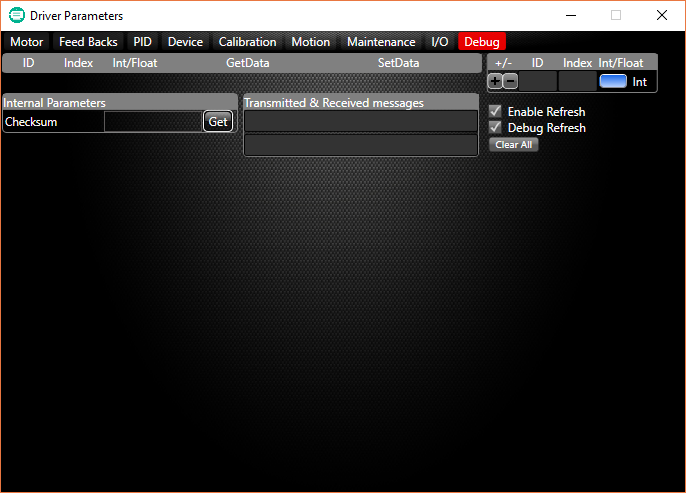 Driver Parameters
Motor Feed Backs PID Device Calibration Motion Maintenance I/O Debug
ID Index Int/Float GetData SetData +/- ID Index Int/Float
+ - Int
Internal Parameters Transmitted & Received messages Enable Refresh
Checksum Get Debug Refresh
Clear All